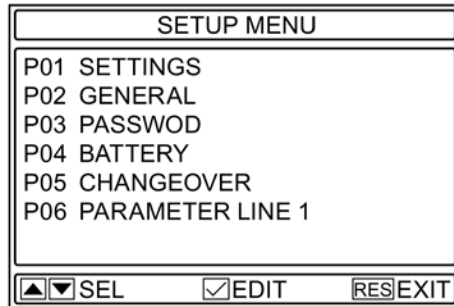 SETUP MENU
P01 SETTINGS
P02 GENERAL
P03 PASSWOD
P04 BATTERY
P05 CHANGEOVER
P06 PARAMETER LINE 1
▲▼ SEL ✓ EDIT RES EXIT